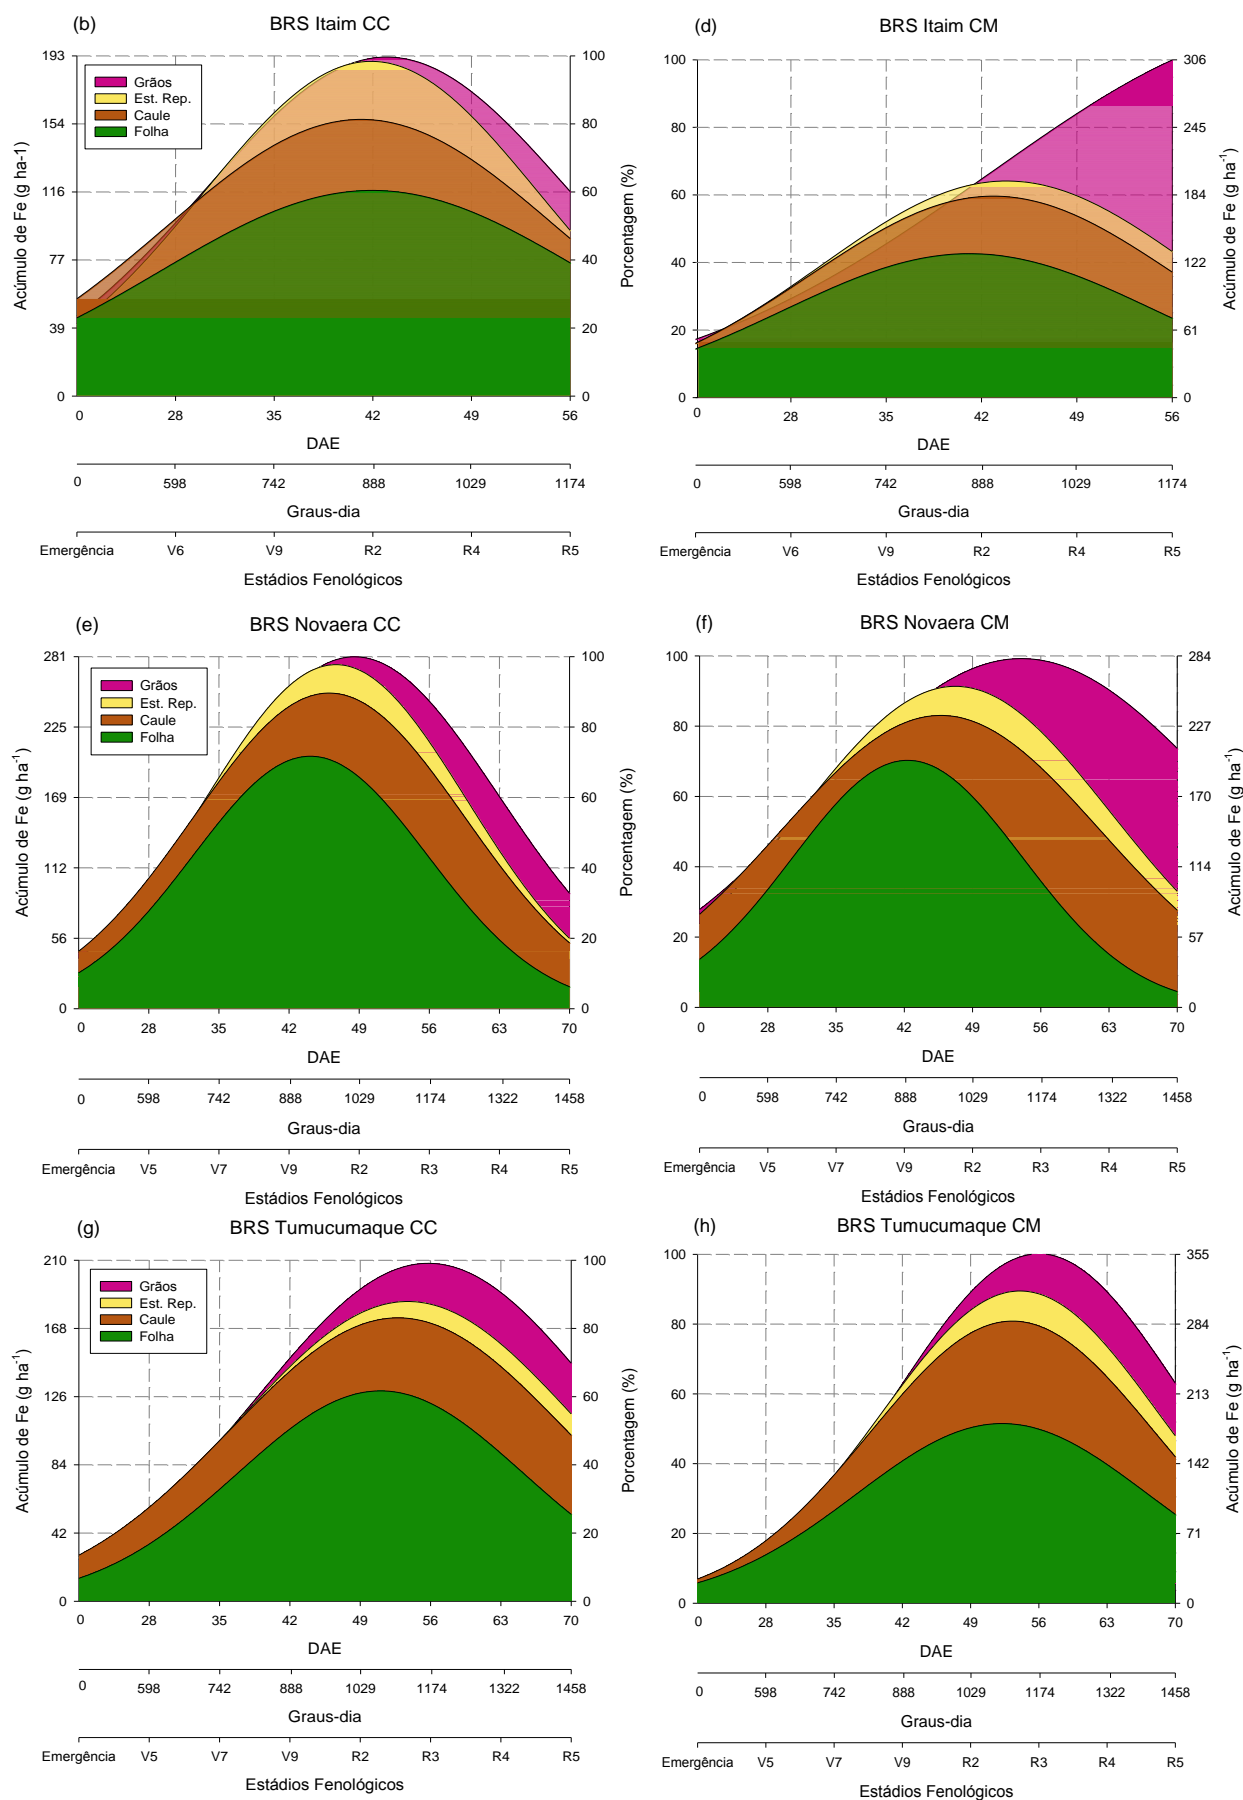 (b) BRS Itaim CC
193 154 116 77 39 0
Acúmulo de Fe (g ha-1)
Grãos
Est. Rep.
Caule
Folha
100 80 60 40 20 0
Porcentagem (%)
0 28 35 42 49 56
DAE
0 598 742 888 1029 1174
Graus-dia
Emergência V6 V9 R2 R4 R5
Estádios Fenológicos
(d) BRS Itaim CM
100 80 60 40 20 0
306 245 184 122 61 0
Acúmulo de Fe (g ha⁻¹)
0 28 35 42 49 56
DAE
0 598 742 888 1029 1174
Graus-dia
Emergência V6 V9 R2 R4 R5
Estádios Fenológicos
(e) BRS Novaera CC
281 225 169 112 56 0
Acúmulo de Fe (g ha⁻¹)
Grãos
Est. Rep.
Caule
Folha
100 80 60 40 20 0
Porcentagem (%)
0 28 35 42 49 56 63 70
DAE
0 598 742 888 1029 1174 1322 1458
Graus-dia
Emergência V5 V7 V9 R2 R3 R4 R5
Estádios Fenológicos
(f) BRS Novaera CM
100 80 60 40 20 0
284 227 170 114 57 0
Acúmulo de Fe (g ha⁻¹)
0 28 35 42 49 56 63 70
DAE
0 598 742 888 1029 1174 1322 1458
Graus-dia
Emergência V5 V7 V9 R2 R3 R4 R5
Estádios Fenológicos
(g) BRS Tumucumaque CC
210 168 126 84 42 0
Acúmulo de Fe (g ha⁻¹)
Grãos
Est. Rep.
Caule
Folha
100 80 60 40 20 0
Porcentagem (%)
0 28 35 42 49 56 63 70
DAE
0 598 742 888 1029 1174 1322 1458
Graus-dia
Emergência V5 V7 V9 R2 R3 R4 R5
Estádios Fenológicos
(h) BRS Tumucumaque CM
100 80 60 40 20 0
355 284 213 142 71 0
Acúmulo de Fe (g ha⁻¹)
0 28 35 42 49 56 63 70
DAE
0 598 742 888 1029 1174 1322 1458
Graus-dia
Emergência V5 V7 V9 R2 R3 R4 R5
Estádios Fenológicos